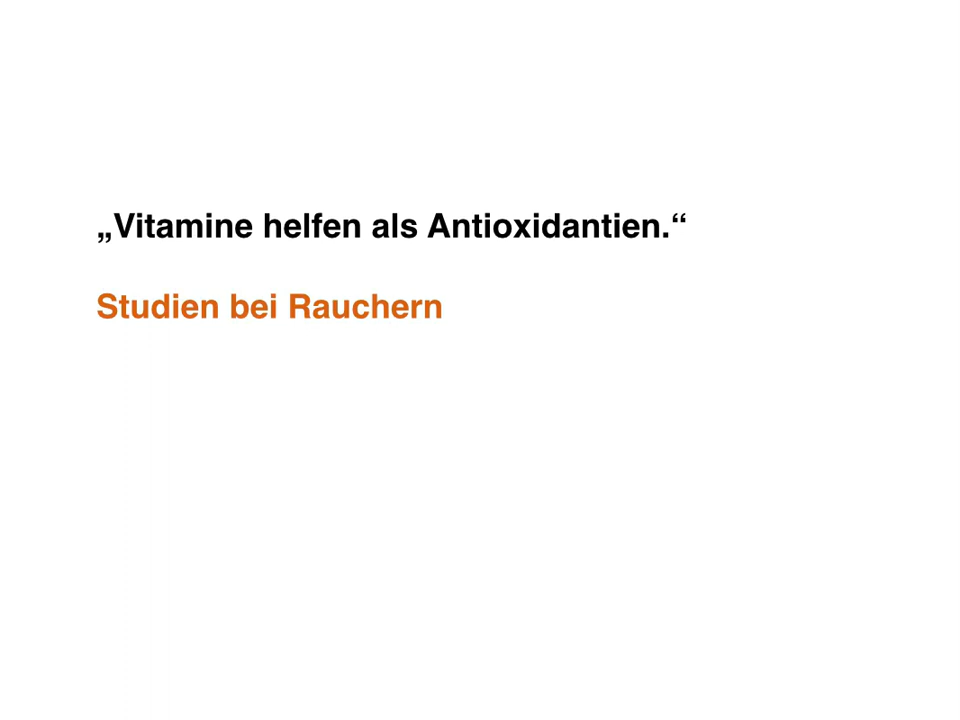 „Vitamine helfen als Antioxidantien.“
Studien bei Rauchern